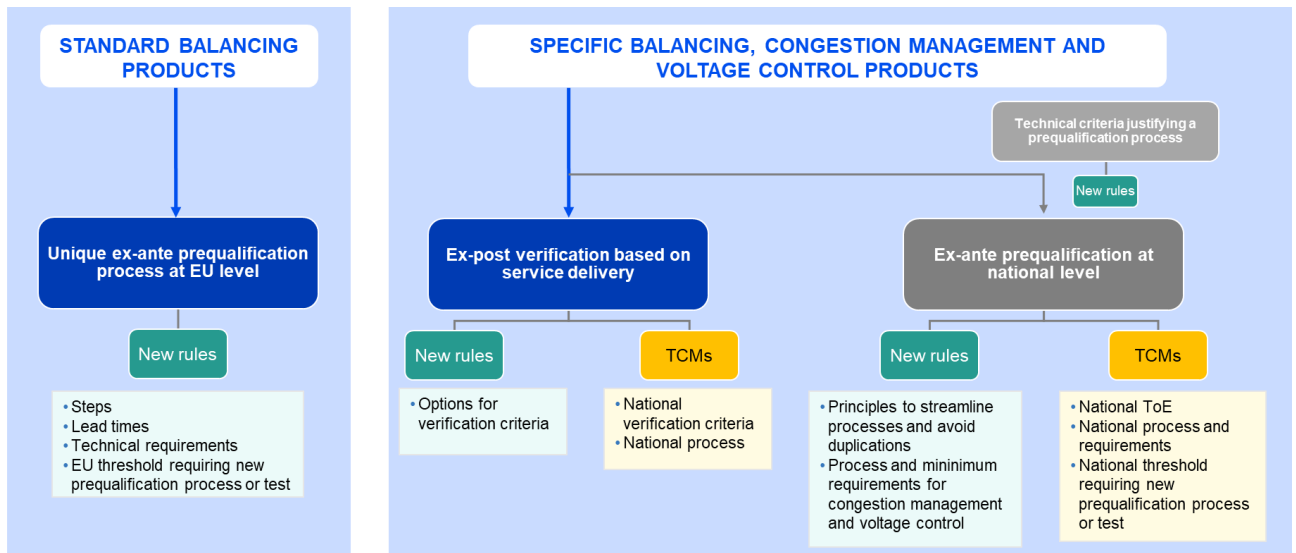 STANDARD BALANCING
PRODUCTS
SPECIFIC BALANCING, CONGESTION MANAGEMENT AND
VOLTAGE CONTROL PRODUCTS
Technical criteria justifying a
prequalification process
New rules
Unique ex-ante prequalification
process at EU level
Ex-post verification based on
service delivery
Ex-ante prequalification at
national level
New rules
• Steps
• Lead times
• Technical requirements
• EU threshold requiring new
prequalification process or test
New rules
• Options for
verification criteria
TCMs
• National
verification criteria
• National process
New rules
• Principles to streamline
processes and avoid
duplications
• Process and mininimum
requirements for
congestion management
and voltage control
TCMs
• National ToE
• National process and
requirements
• National threshold
requiring new
prequalification process
or test